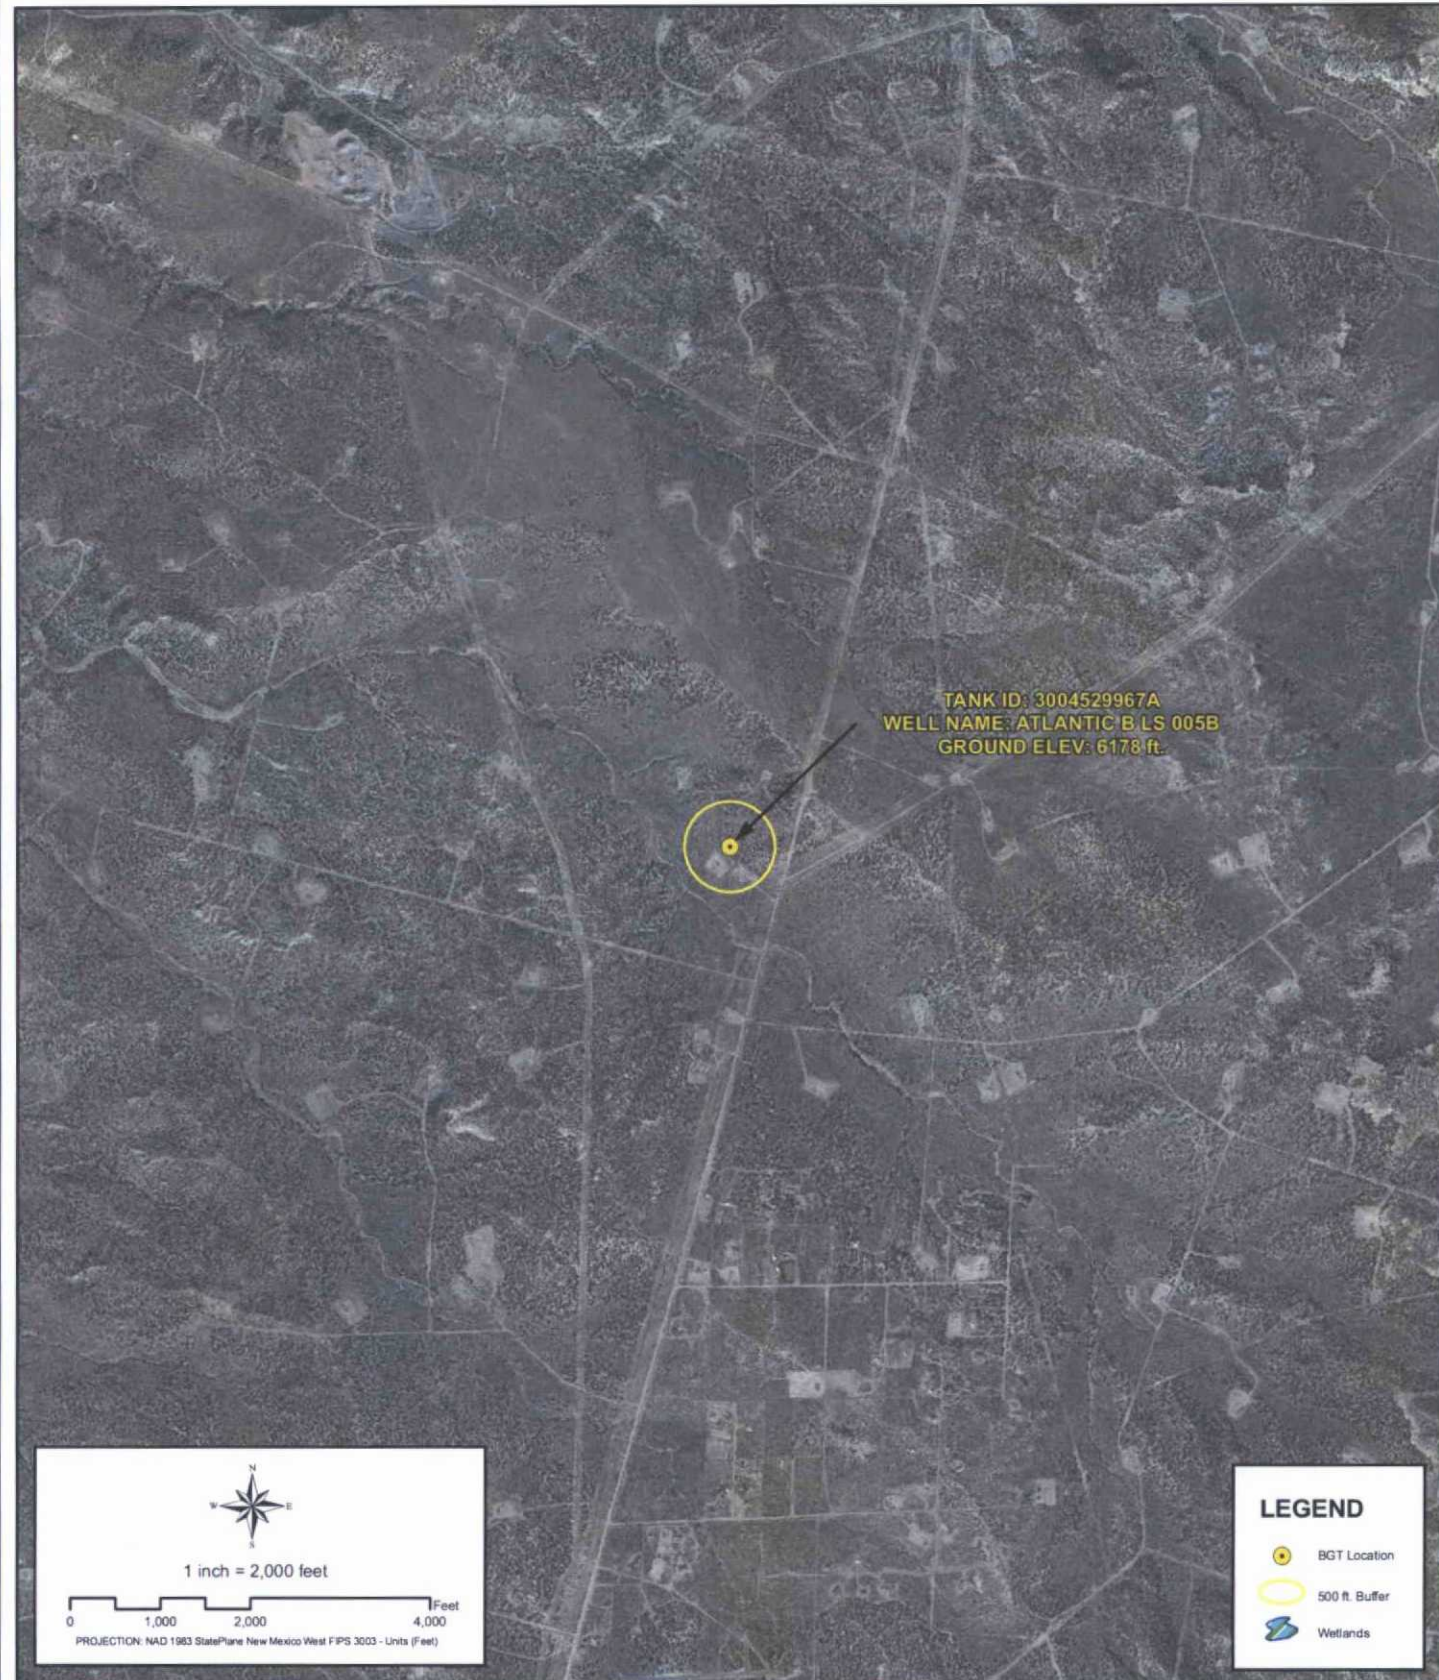 TANK ID: 3004529967A
WELL NAME: ATLANTIC B LS 005B
GROUND ELEV: 6178 ft.
N
W E
S
1 inch = 2,000 feet
Feet
0 1,000 2,000 4,000
PROJECTION: NAD 1983 StatePlane New Mexico West FIPS 3003 - Units (Feet)
LEGEND
BGT Location
500 ft. Buffer
Wetlands